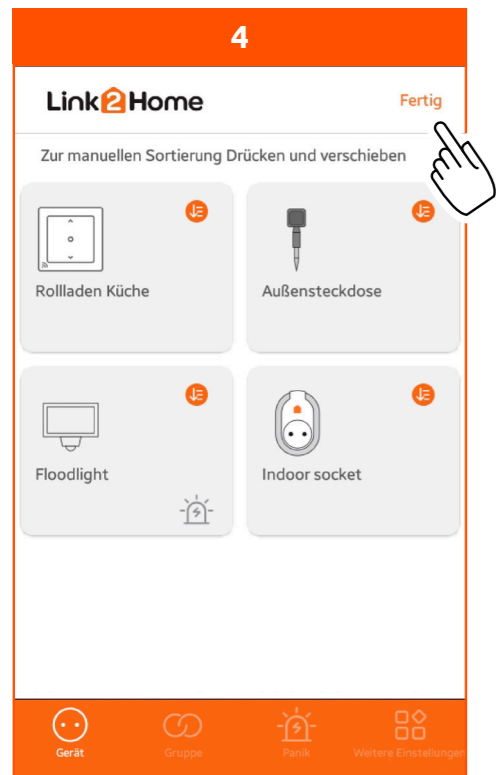 4
Link2Home
Fertig
Zur manuellen Sortierung Drücken und verschieben
Rollladen Küche
Außensteckdose
Floodlight
Indoor socket
Gerät
Gruppe
Panik
Weitere Einstellungen